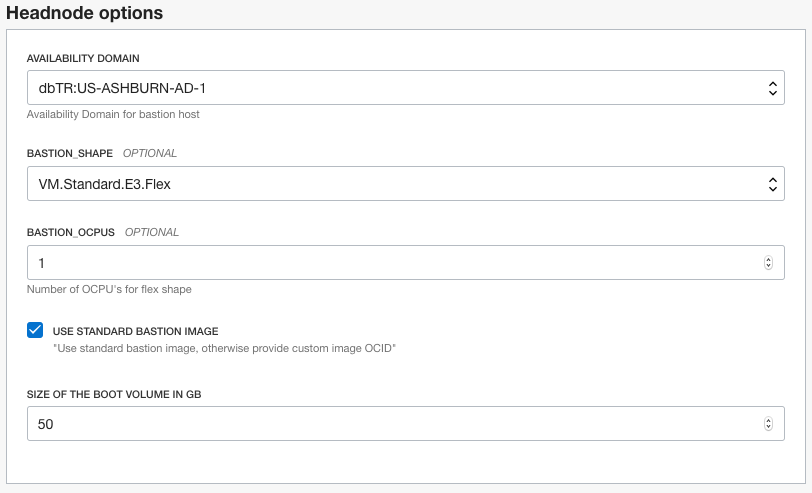 Headnode options
AVAILABILITY DOMAIN
dbTR:US-ASHBURN-AD-1
Availability Domain for bastion host
BASTION_SHAPE OPTIONAL
VM.Standard.E3.Flex
BASTION_OCPUS OPTIONAL
1
Number of OCPU's for flex shape
USE STANDARD BASTION IMAGE
"Use standard bastion image, otherwise provide custom image OCID"
SIZE OF THE BOOT VOLUME IN GB
50